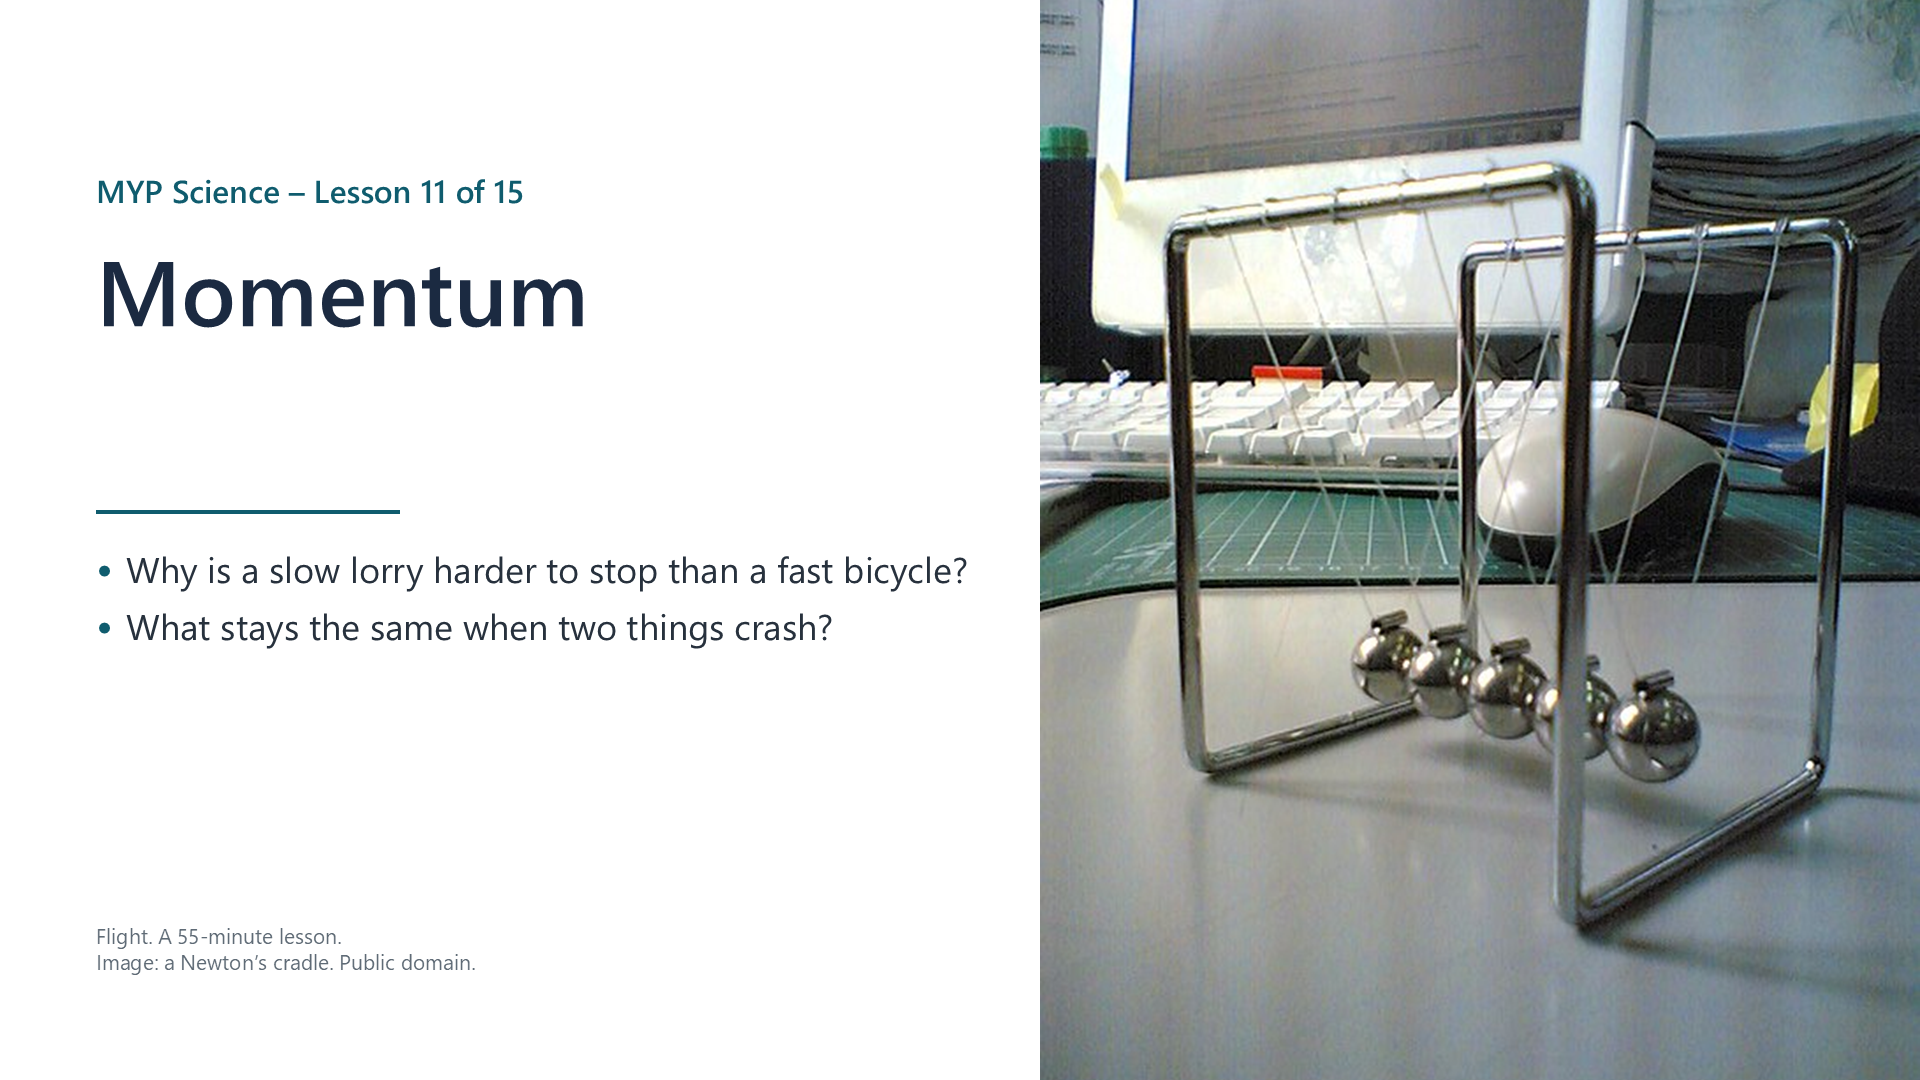 MYP Science – Lesson 11 of 15
Momentum
• Why is a slow lorry harder to stop than a fast bicycle?
• What stays the same when two things crash?
Flight. A 55-minute lesson.
Image: a Newton’s cradle. Public domain.